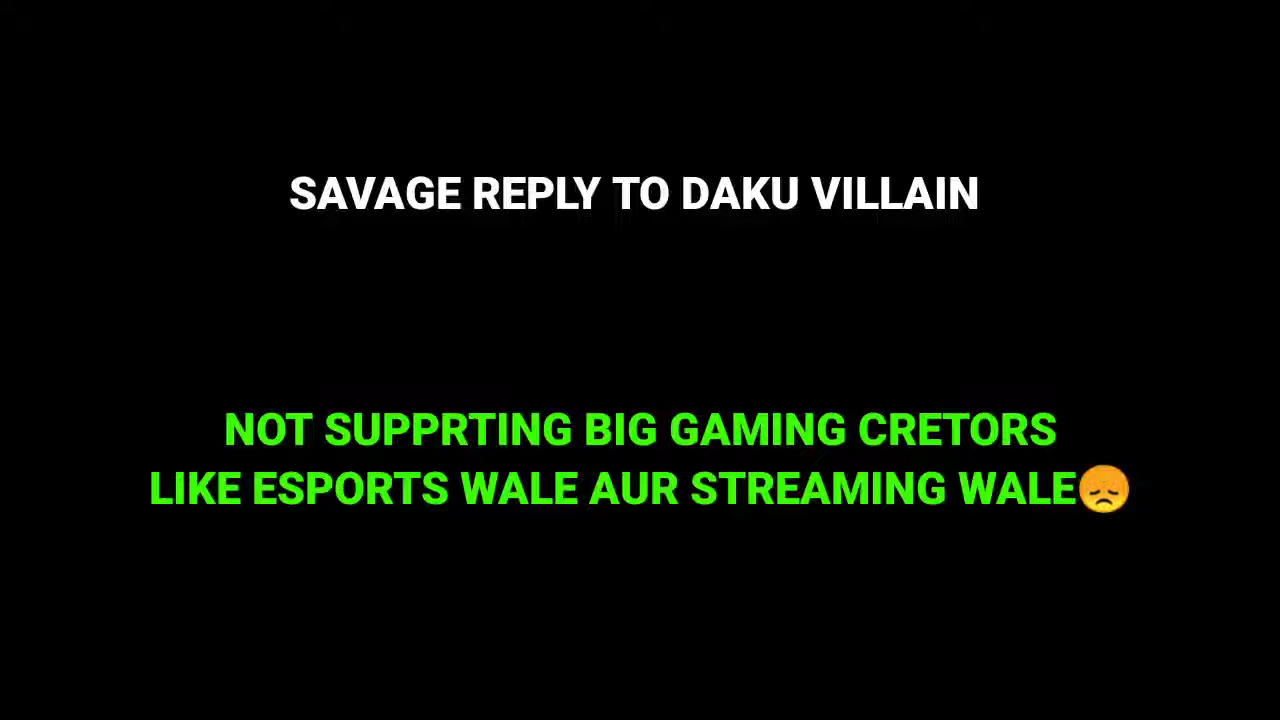 SAVAGE REPLY TO DAKU VILLAIN
NOT SUPPRTING BIG GAMING CRETORS
LIKE ESPORTS WALE AUR STREAMING WALE😞